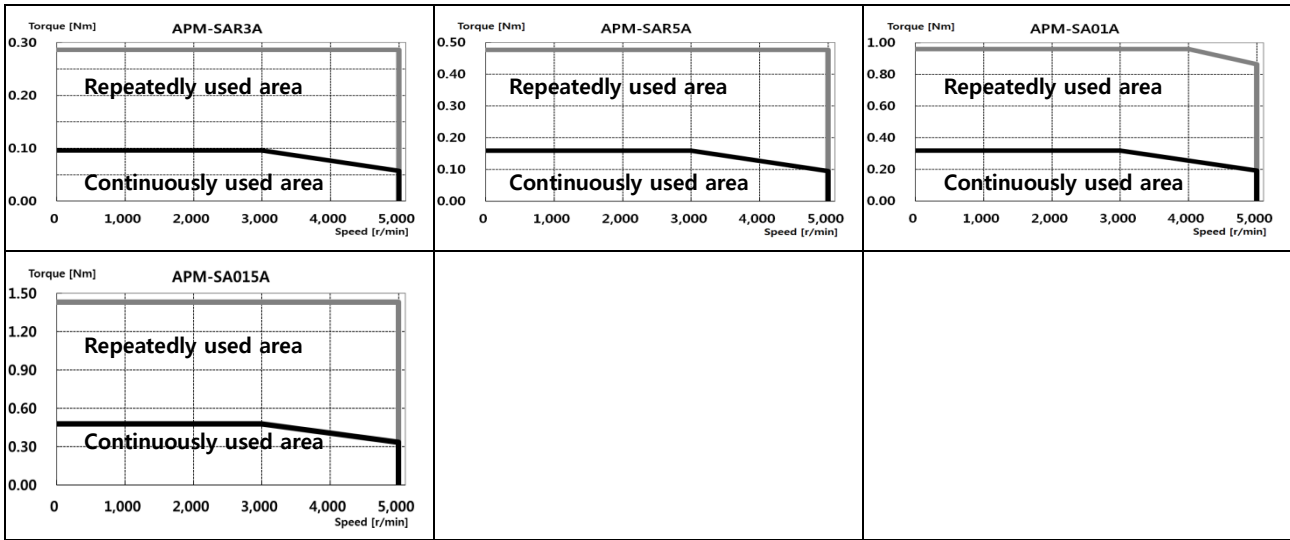 Torque [Nm] APM-SAR3A
0.30
Repeatedly used area
0.20
0.10
Continuously used area
0.00
0 1,000 2,000 3,000 4,000 5,000
Speed [r/min]
Torque [Nm] APM-SAR5A
0.50
0.40
Repeatedly used area
0.30
0.20
0.10
Continuously used area
0.00
0 1,000 2,000 3,000 4,000 5,000
Speed [r/min]
Torque [Nm] APM-SA01A
1.00
0.80
Repeatedly used area
0.60
0.40
0.20
Continuously used area
0.00
0 1,000 2,000 3,000 4,000 5,000
Speed [r/min]
Torque [Nm] APM-SA015A
1.50
1.20
Repeatedly used area
0.90
0.60
Continuously used area
0.30
0.00
0 1,000 2,000 3,000 4,000 5,000
Speed [r/min]